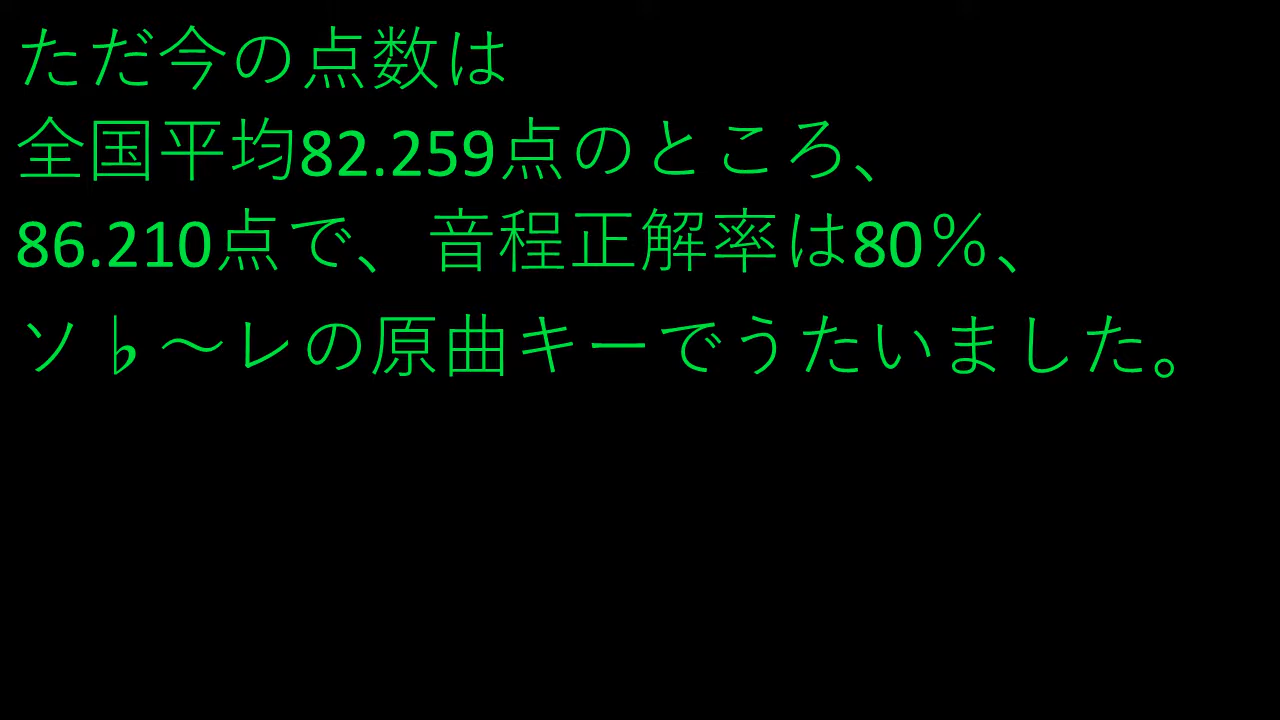 ただ今の点数は
全国平均82.259点のところ、
86.210点で、音程正解率は80％、
ソ♭～レの原曲キーでうたいました。